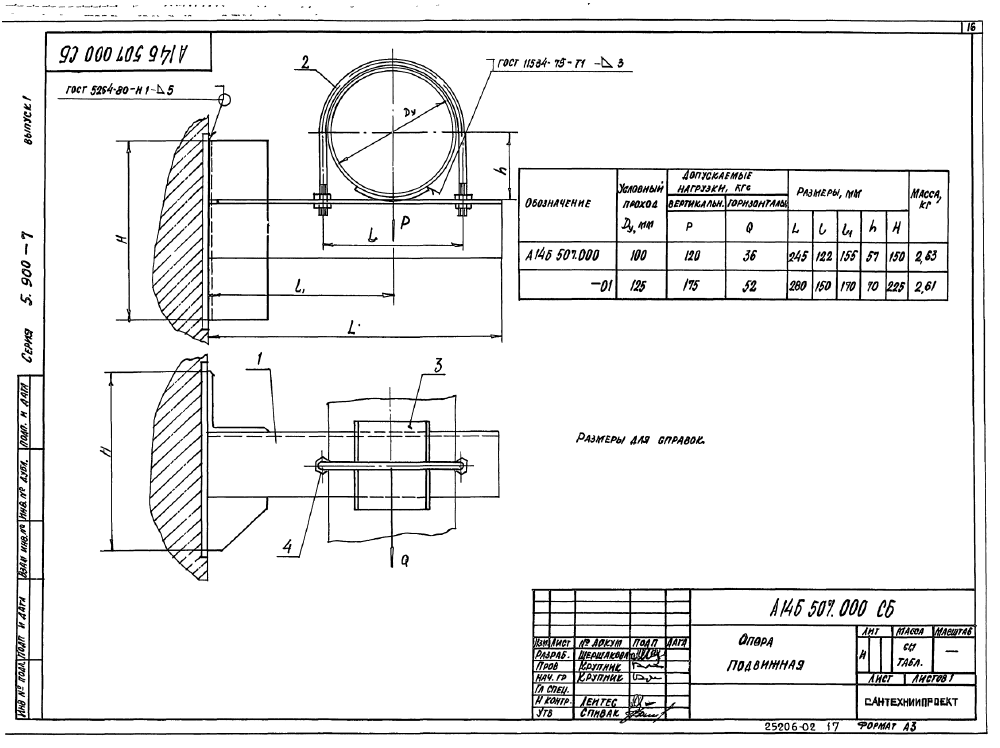 16
А14Б 507 000 СБ
ГОСТ 5264-80-Н1-⊿5
ГОСТ 11534-75-Т1-⊿3
2
Dу
h
P
H
l
l₁
L
1
3
H
4
Q
ОБОЗНАЧЕНИЕ
УСЛОВНЫЙ ПРОХОД Dу, мм
ДОПУСКАЕМЫЕ НАГРУЗКИ, КГС
ВЕРТИКАЛЬН. ГОРИЗОНТАЛЬН.
P Q
РАЗМЕРЫ, ММ
L l l₁ h H
МАССА, КГ
А14Б 507.000 100 120 36 245 122 155 57 150 2,63
-01 125 175 52 280 150 170 70 225 2,61
РАЗМЕРЫ ДЛЯ СПРАВОК.
СЕРИЯ 5.900-7 ВЫПУСК 1
ПОДП. И ДАТА
ИНВ. № ДУБЛ.
ВЗАМ ИНВ. №
ПОДП И ДАТА
ИНВ № ПОДЛ.
А14Б 507.000 СБ
ОПОРА
ПОДВИЖНАЯ
ЛИТ МАССА МАСШТАБ
И СМ ТАБЛ. —
ЛИСТ ЛИСТОВ 1
САНТЕХНИИПРОЕКТ
ИЗМ ЛИСТ № ДОКУМ ПОДП ДАТА
РАЗРАБ. ШЕРШАКОВА
ПРОВ КРУПНИК
НАЧ. ГР КРУПНИК
ГЛ СПЕЦ.
Н КОНТР. ЛЕЙТЕС
УТВ СПИВАК
25206-02 17 ФОРМАТ А3